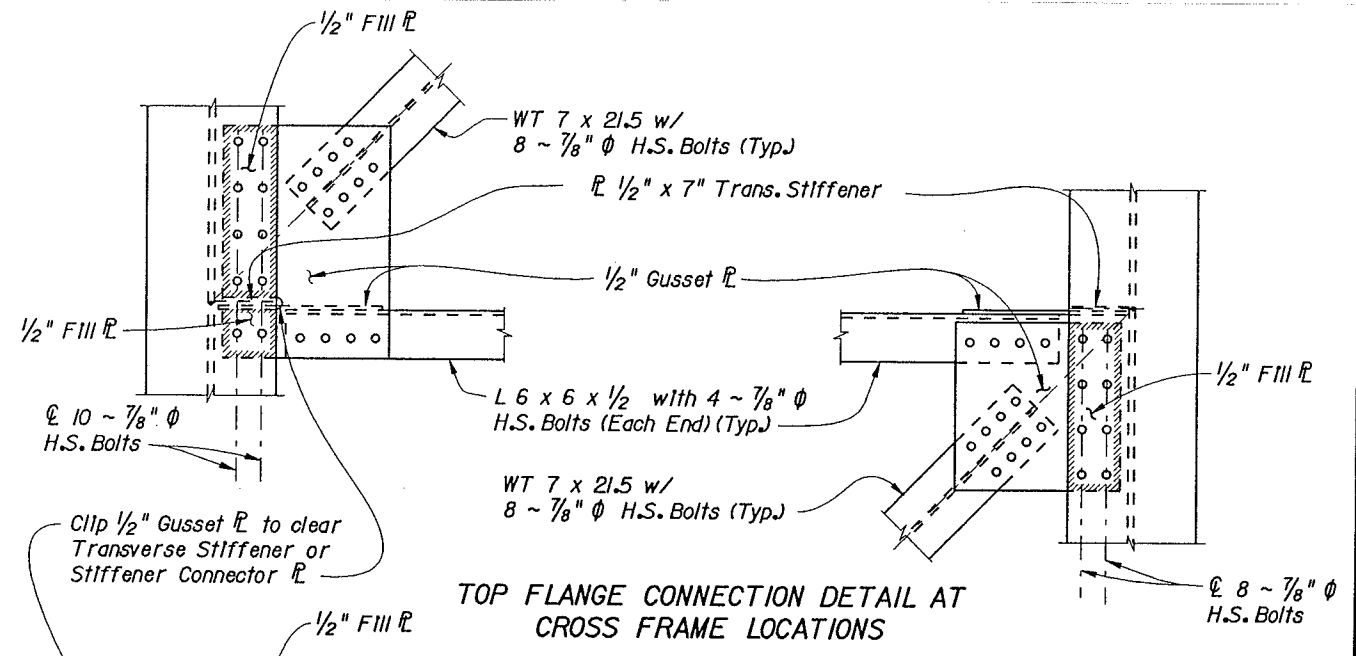 1/2" Fill ℙL
WT 7 x 21.5 w/
8 ~ 7/8" ϕ H.S. Bolts (Typ.)
ℙL 1/2" x 7" Trans. Stiffener
1/2" Gusset ℙL
1/2" Fill ℙL
1/2" Fill ℙL
L 6 x 6 x 1/2 with 4 ~ 7/8" ϕ
H.S. Bolts (Each End) (Typ.)
℄ 10 ~ 7/8" ϕ
H.S. Bolts
WT 7 x 21.5 w/
8 ~ 7/8" ϕ H.S. Bolts (Typ.)
Clip 1/2" Gusset ℙL to clear
Transverse Stiffener or
Stiffener Connector ℙL
℄ 8 ~ 7/8" ϕ
H.S. Bolts
TOP FLANGE CONNECTION DETAIL AT
CROSS FRAME LOCATIONS
1/2" Fill ℙL